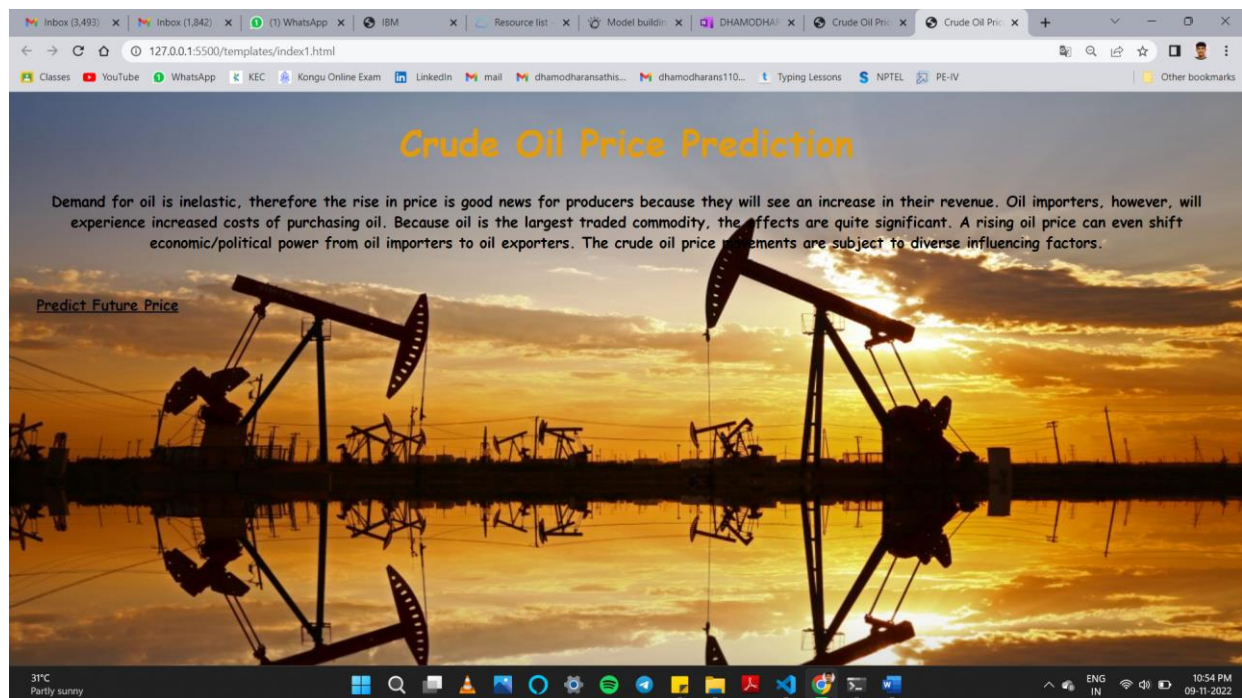 Inbox (3,493)
Inbox (1,842)
(1) WhatsApp
IBM
Resource list -
Model buildin
DHAMODHAR
Crude Oil Pric
Crude Oil Pric
127.0.0.1:5500/templates/index1.html
Classes
YouTube
WhatsApp
KEC
Kongu Online Exam
LinkedIn
mail
dhamodharansathis...
dhamodharans110...
Typing Lessons
NPTEL
PE-IV
Other bookmarks
Crude Oil Price Prediction
Demand for oil is inelastic, therefore the rise in price is good news for producers because they will see an increase in their revenue. Oil importers, however, will
experience increased costs of purchasing oil. Because oil is the largest traded commodity, the effects are quite significant. A rising oil price can even shift
economic/political power from oil importers to oil exporters. The crude oil price movements are subject to diverse influencing factors.
Predict Future Price
31°C
Partly sunny
ENG
IN
10:54 PM
09-11-2022